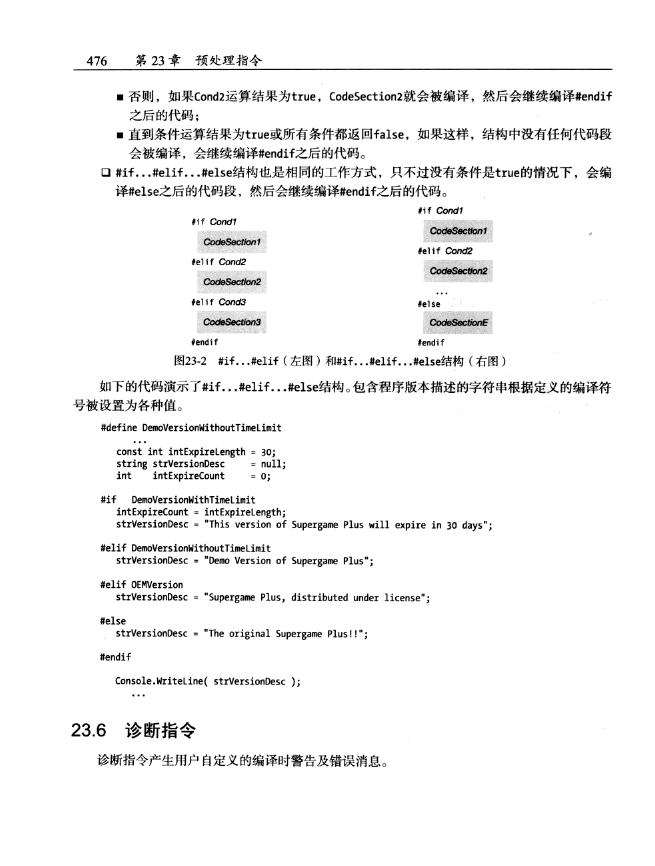 476 第 23 章 预处理指令
■ 否则，如果Cond2运算结果为true，CodeSection2就会被编译，然后会继续编译#endif
之后的代码；
■ 直到条件运算结果为true或所有条件都返回false，如果这样，结构中没有任何代码段
会被编译，会继续编译#endif之后的代码。
❑ #if...#elif...#else结构也是相同的工作方式，只不过没有条件是true的情况下，会编
译#else之后的代码段，然后会继续编译#endif之后的代码。
#if Cond1
CodeSection1
#elif Cond2
CodeSection2
#elif Cond3
CodeSection3
#endif
#if Cond1
CodeSection1
#elif Cond2
CodeSection2
...
#else
CodeSectionE
#endif
图23-2 #if...#elif（左图）和#if...#elif...#else结构（右图）
如下的代码演示了#if...#elif...#else结构。包含程序版本描述的字符串根据定义的编译符
号被设置为各种值。
#define DemoVersionWithoutTimeLimit
...
const int intExpireLength = 30;
string strVersionDesc = null;
int intExpireCount = 0;
#if DemoVersionWithTimeLimit
intExpireCount = intExpireLength;
strVersionDesc = "This version of Supergame Plus will expire in 30 days";
#elif DemoVersionWithoutTimeLimit
strVersionDesc = "Demo Version of Supergame Plus";
#elif OEMVersion
strVersionDesc = "Supergame Plus, distributed under license";
#else
strVersionDesc = "The original Supergame Plus!!";
#endif
Console.WriteLine( strVersionDesc );
...
23.6 诊断指令
诊断指令产生用户自定义的编译时警告及错误消息。